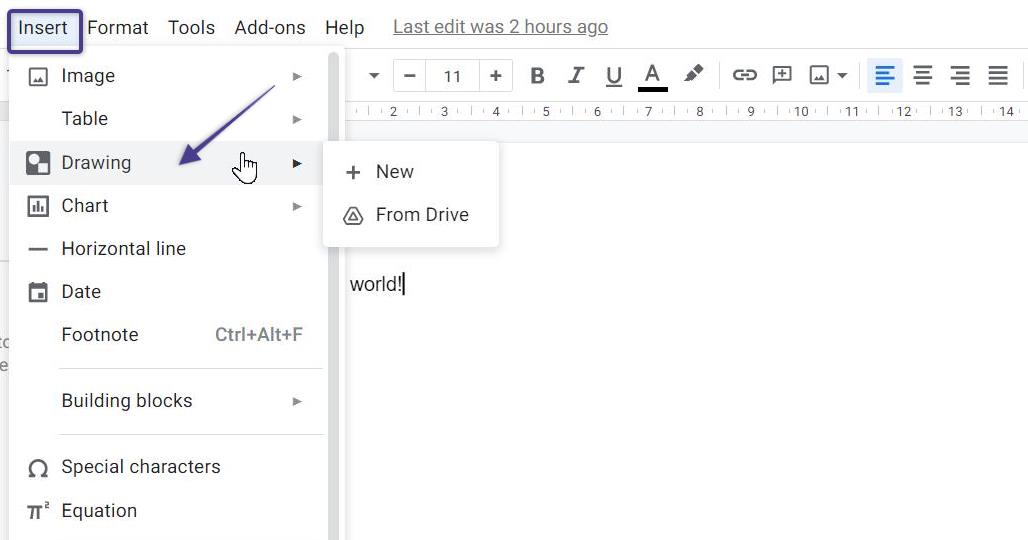 Insert Format Tools Add-ons Help Last edit was 2 hours ago
Image
11 B I U A
2 3 4 5 6 7 8 9 10 11 12 13 14
Table
Drawing
New
Chart
From Drive
Horizontal line
world!
Date
Footnote Ctrl+Alt+F
Building blocks
Ω Special characters
π² Equation